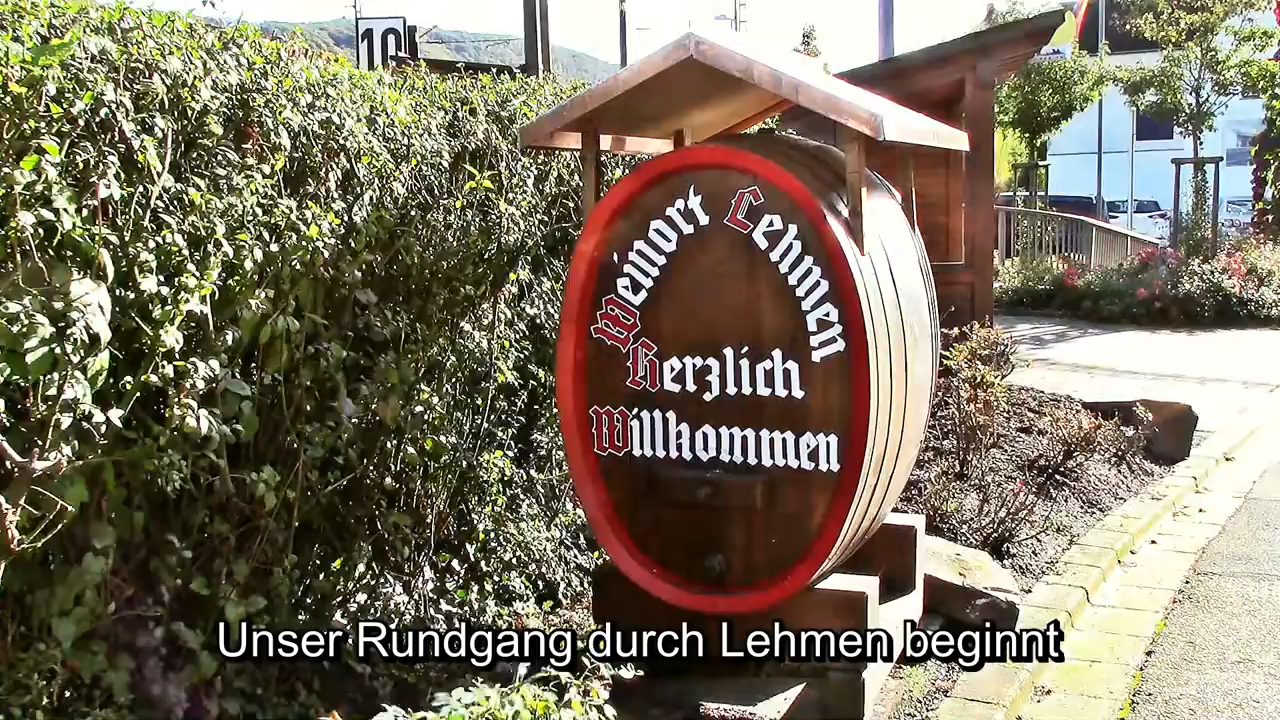 10
Weinort Lehmen
Herzlich
Willkommen
Unser Rundgang durch Lehmen beginnt